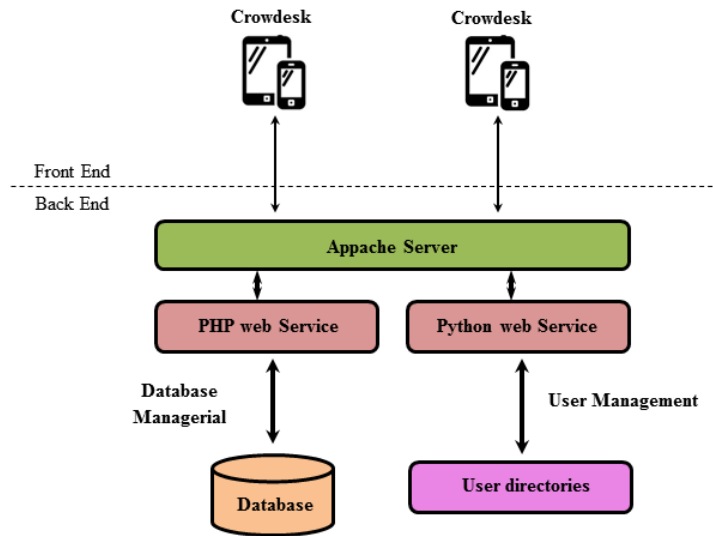 Crowdesk
Crowdesk
Front End
Back End
Appache Server
PHP web Service
Python web Service
Database
Managerial
User Management
Database
User directories